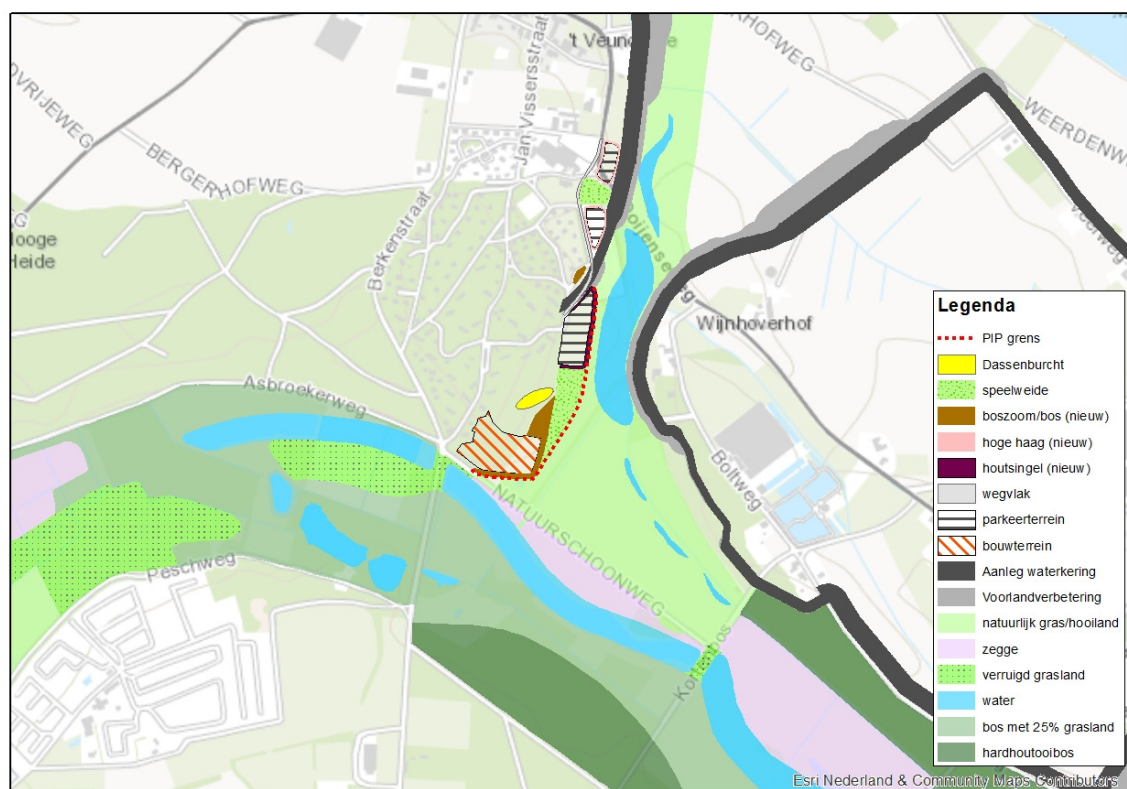 't Veun
RHOFWEG
WEERDENW
OVRIJEWEG
BERGERHOFWEG
Jan Vissersstraat
Berkenstraat
Hooge
Heide
Wijnhoverhof
Asbroekerweg
Boltweg
NATUURSCHOONWEG
Peschweg
Legenda
PIP grens
Dassenburcht
speelweide
boszoom/bos (nieuw)
hoge haag (nieuw)
houtsingel (nieuw)
wegvlak
parkeerterrein
bouwterrein
Aanleg waterkering
Voorlandverbetering
natuurlijk gras/hooiland
zegge
verruigd grasland
water
bos met 25% grasland
hardhoutooibos
Esri Nederland & Community Maps Contributors